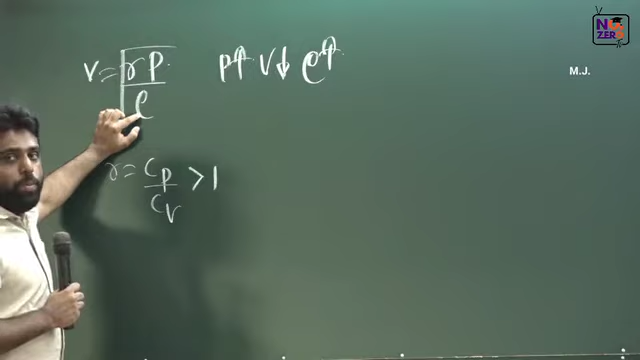 v = √γP/ρ P↑ V↓ ρ↑
γ = Cp/Cv > 1
M.J.